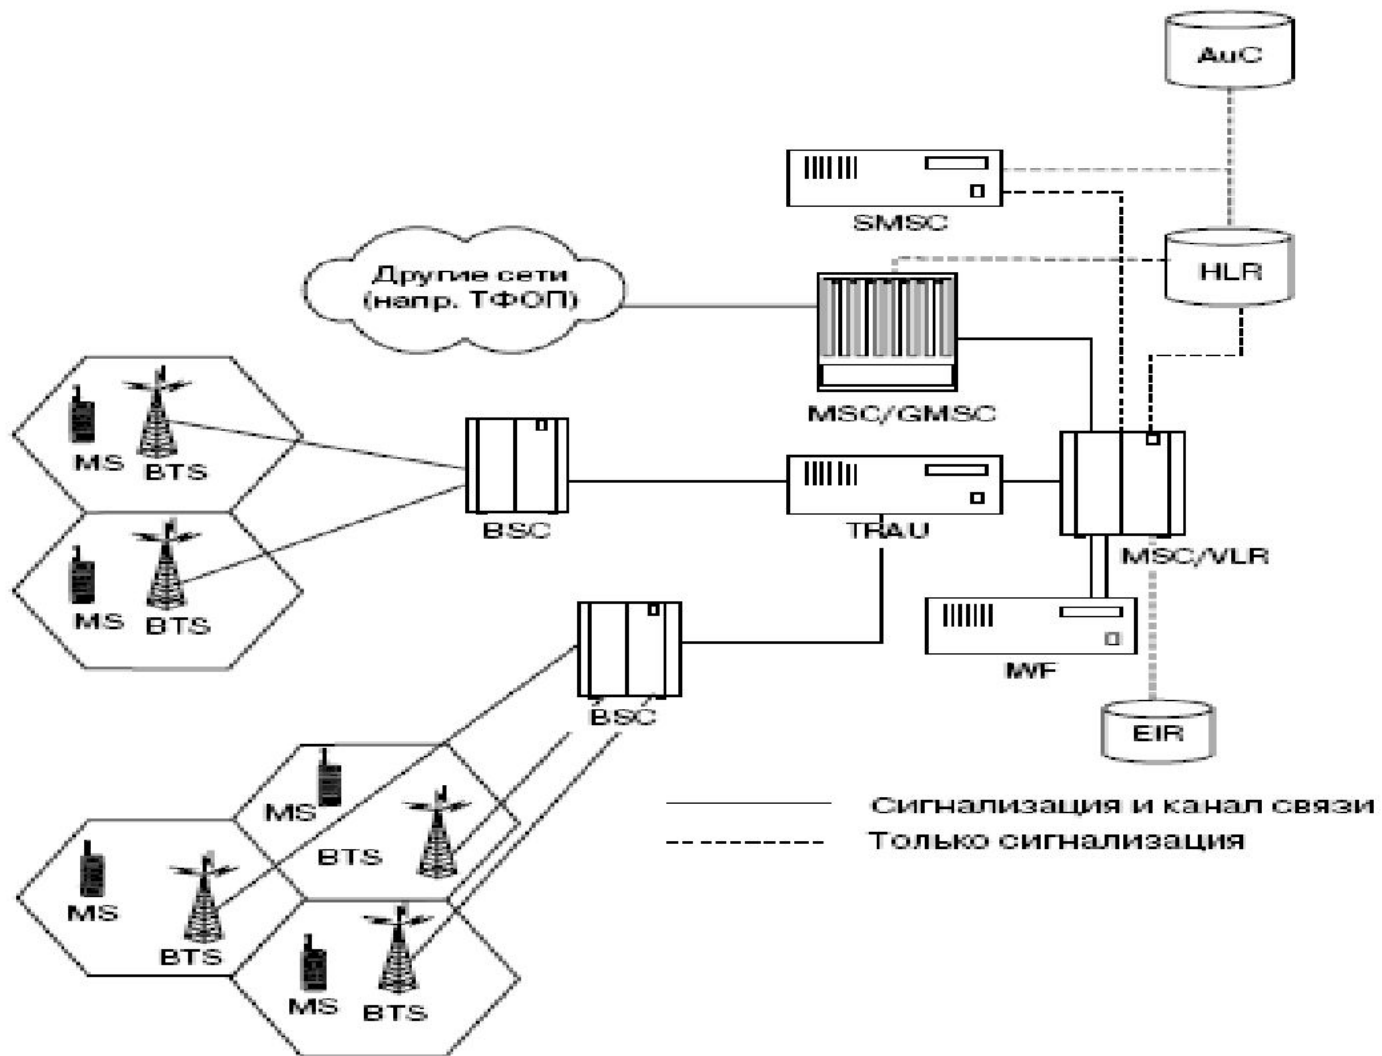 AuC
SMSC
HLR
Другие сети
(напр. ТФОП)
MSC/GMSC
MS
BTS
BSC
TRAU
MSC/VLR
MS
BTS
IWF
BSC
EIR
MS
BTS
MS
BTS
MS
BTS
Сигнализация и канал связи
Только сигнализация